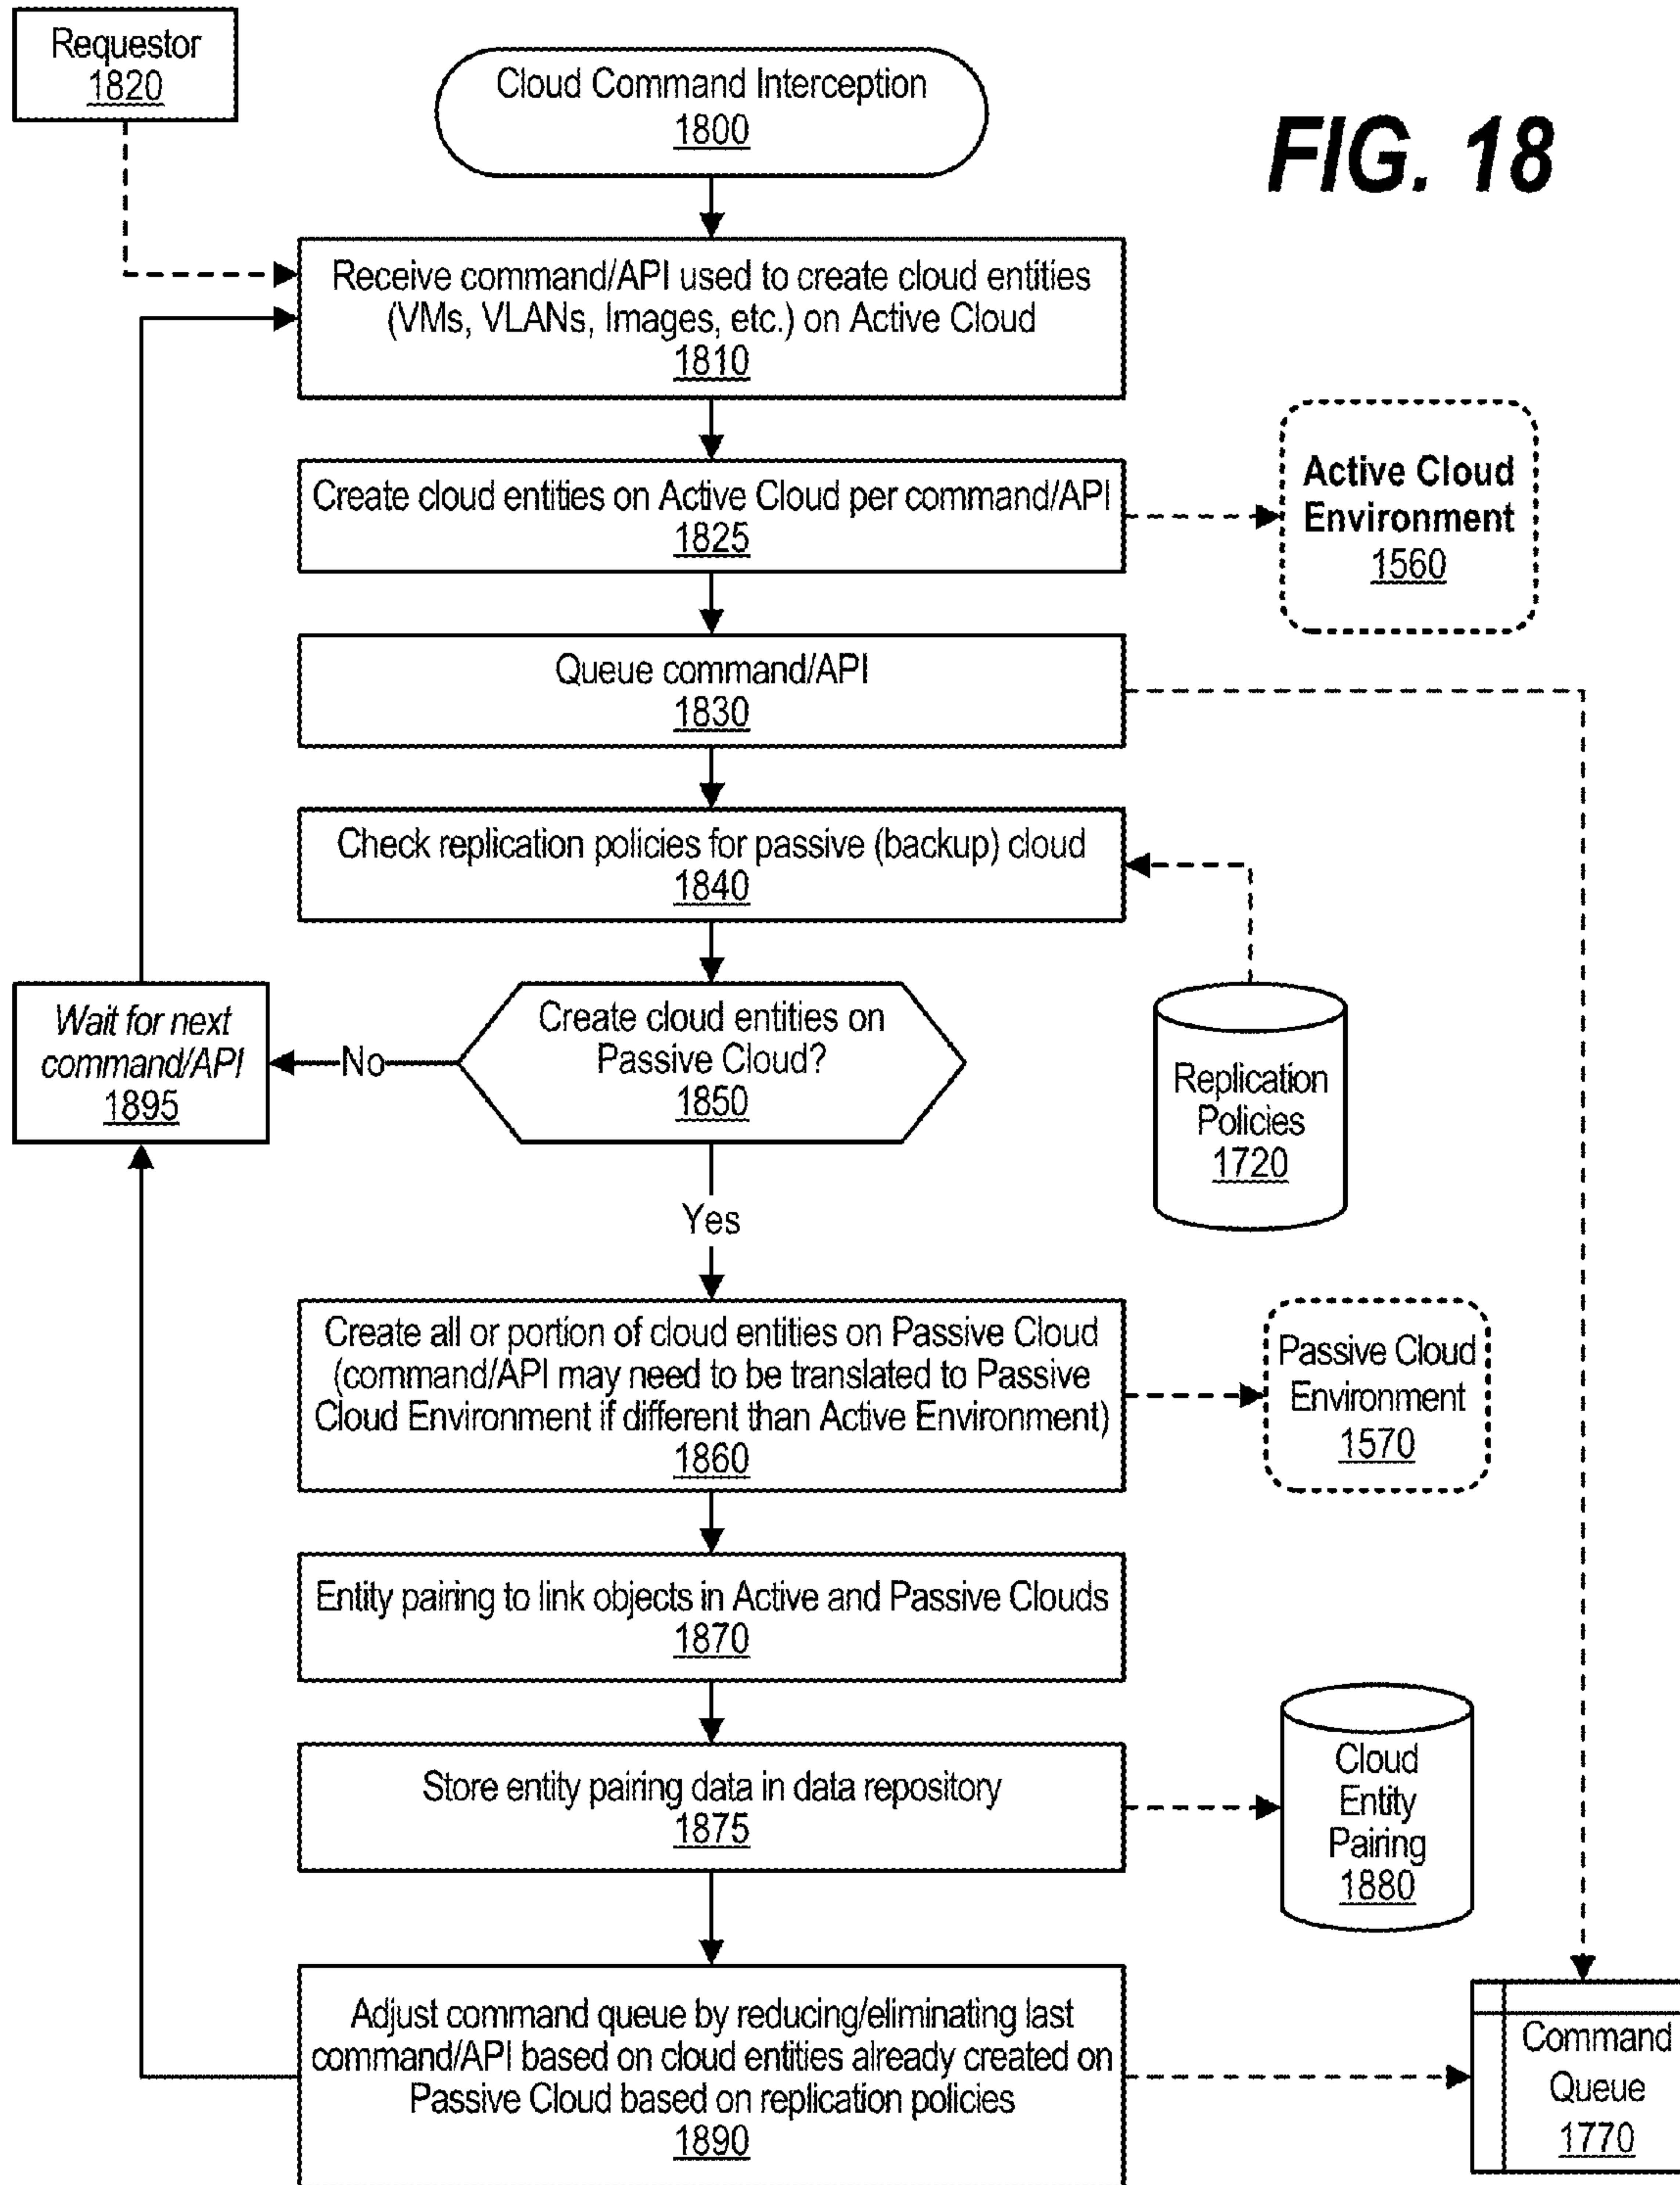 Requestor
1820
Cloud Command Interception
1800
FIG. 18
Receive command/API used to create cloud entities
(VMs, VLANs, Images, etc.) on Active Cloud
1810
Create cloud entities on Active Cloud per command/API
1825
Active Cloud
Environment
1560
Queue command/API
1830
Check replication policies for passive (backup) cloud
1840
Wait for next
command/API
1895
No
Create cloud entities on
Passive Cloud?
1850
Replication
Policies
1720
Yes
Create all or portion of cloud entities on Passive Cloud
(command/API may need to be translated to Passive
Cloud Environment if different than Active Environment)
1860
Passive Cloud
Environment
1570
Entity pairing to link objects in Active and Passive Clouds
1870
Store entity pairing data in data repository
1875
Cloud
Entity
Pairing
1880
Adjust command queue by reducing/eliminating last
command/API based on cloud entities already created on
Passive Cloud based on replication policies
1890
Command
Queue
1770